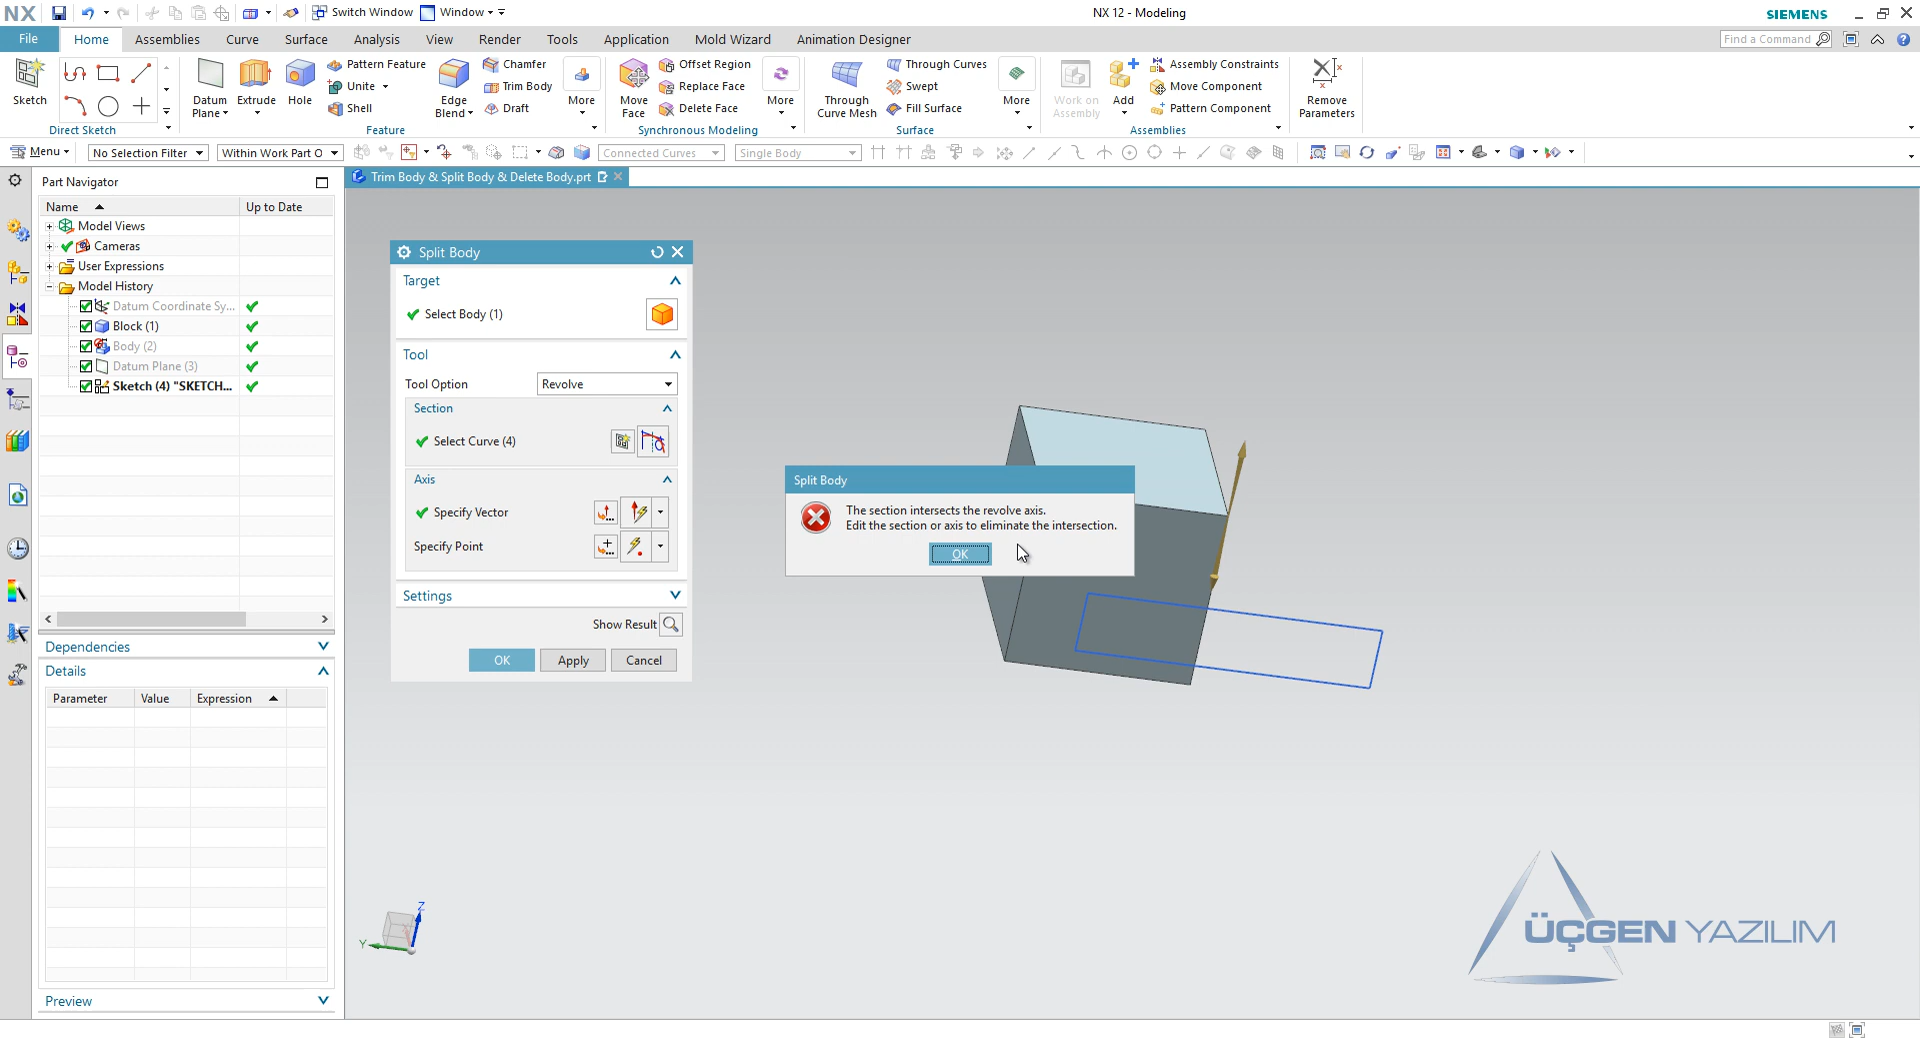 NX
Switch Window
Window
NX 12 - Modeling
SIEMENS
File
Home
Assemblies
Curve
Surface
Analysis
View
Render
Tools
Application
Mold Wizard
Animation Designer
Find a Command
Sketch
Direct Sketch
Datum
Plane
Extrude
Hole
Pattern Feature
Unite
Shell
Edge
Blend
Chamfer
Trim Body
Draft
More
Feature
Move
Face
Offset Region
Replace Face
Delete Face
More
Synchronous Modeling
Through
Curve Mesh
Through Curves
Swept
Fill Surface
More
Surface
Work on
Assembly
Add
Assembly Constraints
Move Component
Pattern Component
Assemblies
Remove
Parameters
Menu
No Selection Filter
Within Work Part O
Connected Curves
Single Body
Part Navigator
Trim Body & Split Body & Delete Body.prt
Name
Up to Date
Model Views
Cameras
User Expressions
Model History
Datum Coordinate Sy...
Block (1)
Body (2)
Datum Plane (3)
Sketch (4) "SKETCH...
Dependencies
Details
Parameter
Value
Expression
Preview
Split Body
Target
Select Body (1)
Tool
Tool Option
Revolve
Section
Select Curve (4)
Axis
Specify Vector
Specify Point
Settings
Show Result
OK
Apply
Cancel
Split Body
The section intersects the revolve axis.
Edit the section or axis to eliminate the intersection.
OK
Z
Y
ÜÇGEN YAZILIM